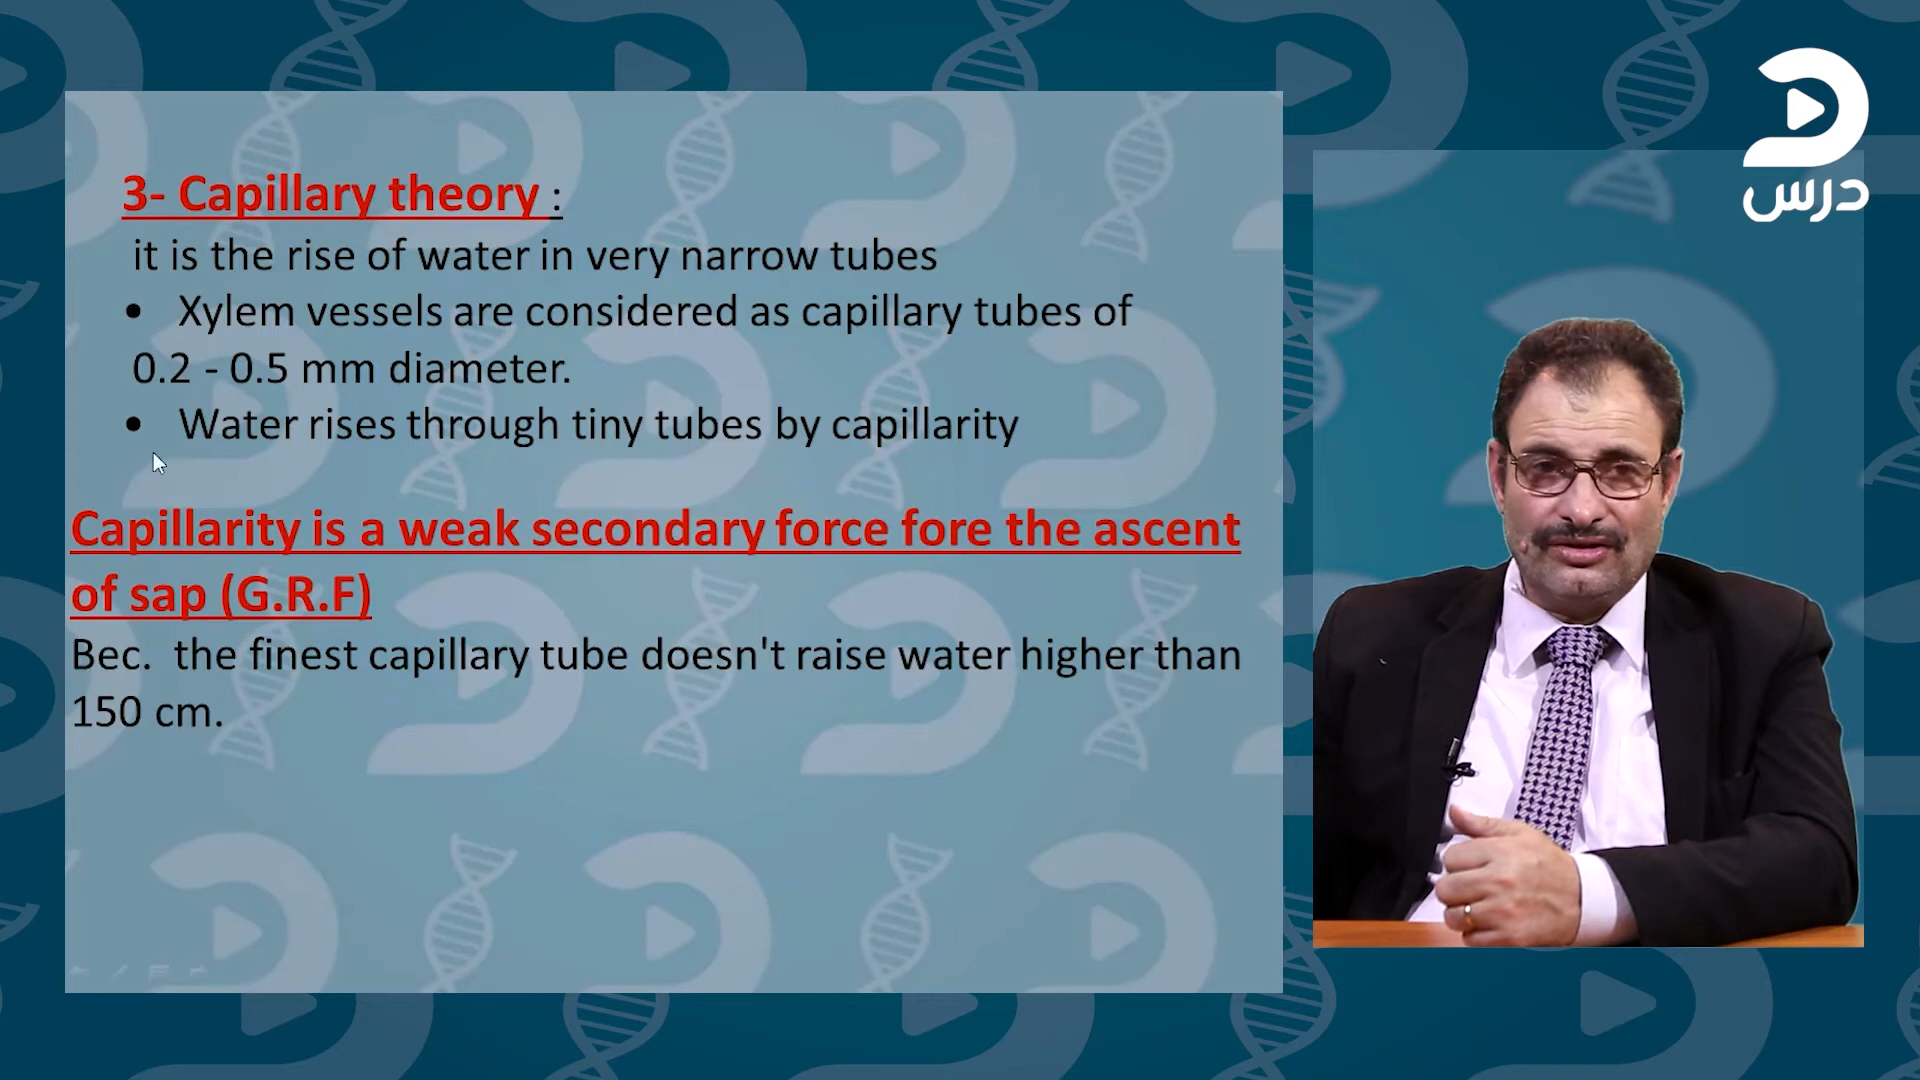 درس
3- Capillary theory :
it is the rise of water in very narrow tubes
• Xylem vessels are considered as capillary tubes of
0.2 - 0.5 mm diameter.
• Water rises through tiny tubes by capillarity
Capillarity is a weak secondary force fore the ascent
of sap (G.R.F)
Bec. the finest capillary tube doesn't raise water higher than
150 cm.